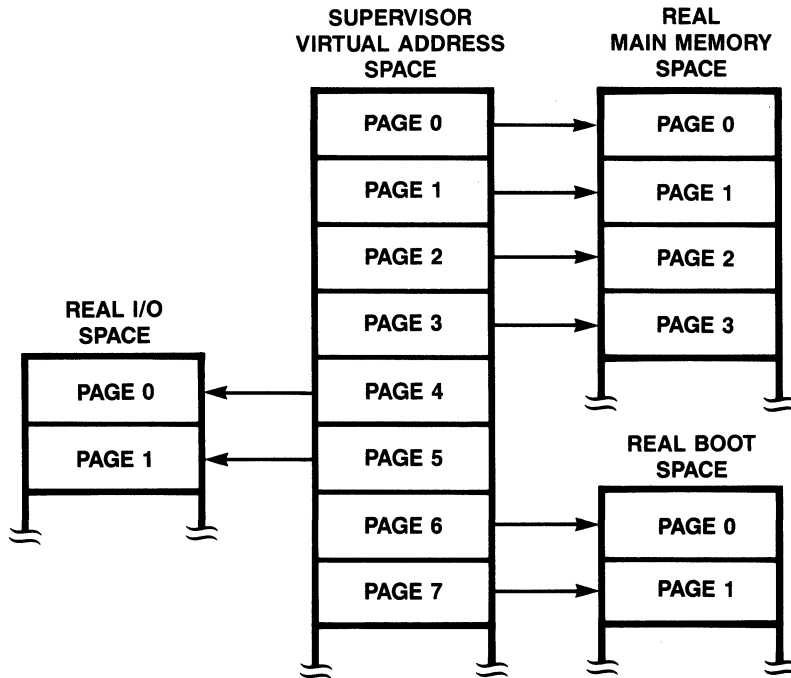 SUPERVISOR
VIRTUAL ADDRESS
SPACE
PAGE 0
PAGE 1
PAGE 2
PAGE 3
PAGE 4
PAGE 5
PAGE 6
PAGE 7
REAL
MAIN MEMORY
SPACE
PAGE 0
PAGE 1
PAGE 2
PAGE 3
REAL I/O
SPACE
PAGE 0
PAGE 1
REAL BOOT
SPACE
PAGE 0
PAGE 1